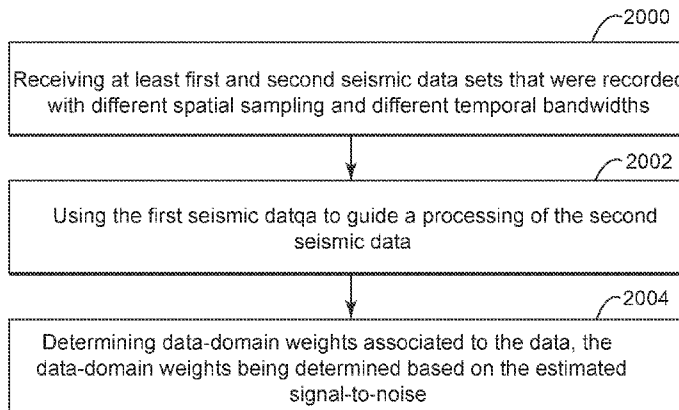 2000
Receiving at least first and second seismic data sets that were recorded
with different spatial sampling and different temporal bandwidths
2002
Using the first seismic datqa to guide a processing of the second
seismic data
2004
Determining data-domain weights associated to the data, the
data-domain weights being determined based on the estimated
signal-to-noise